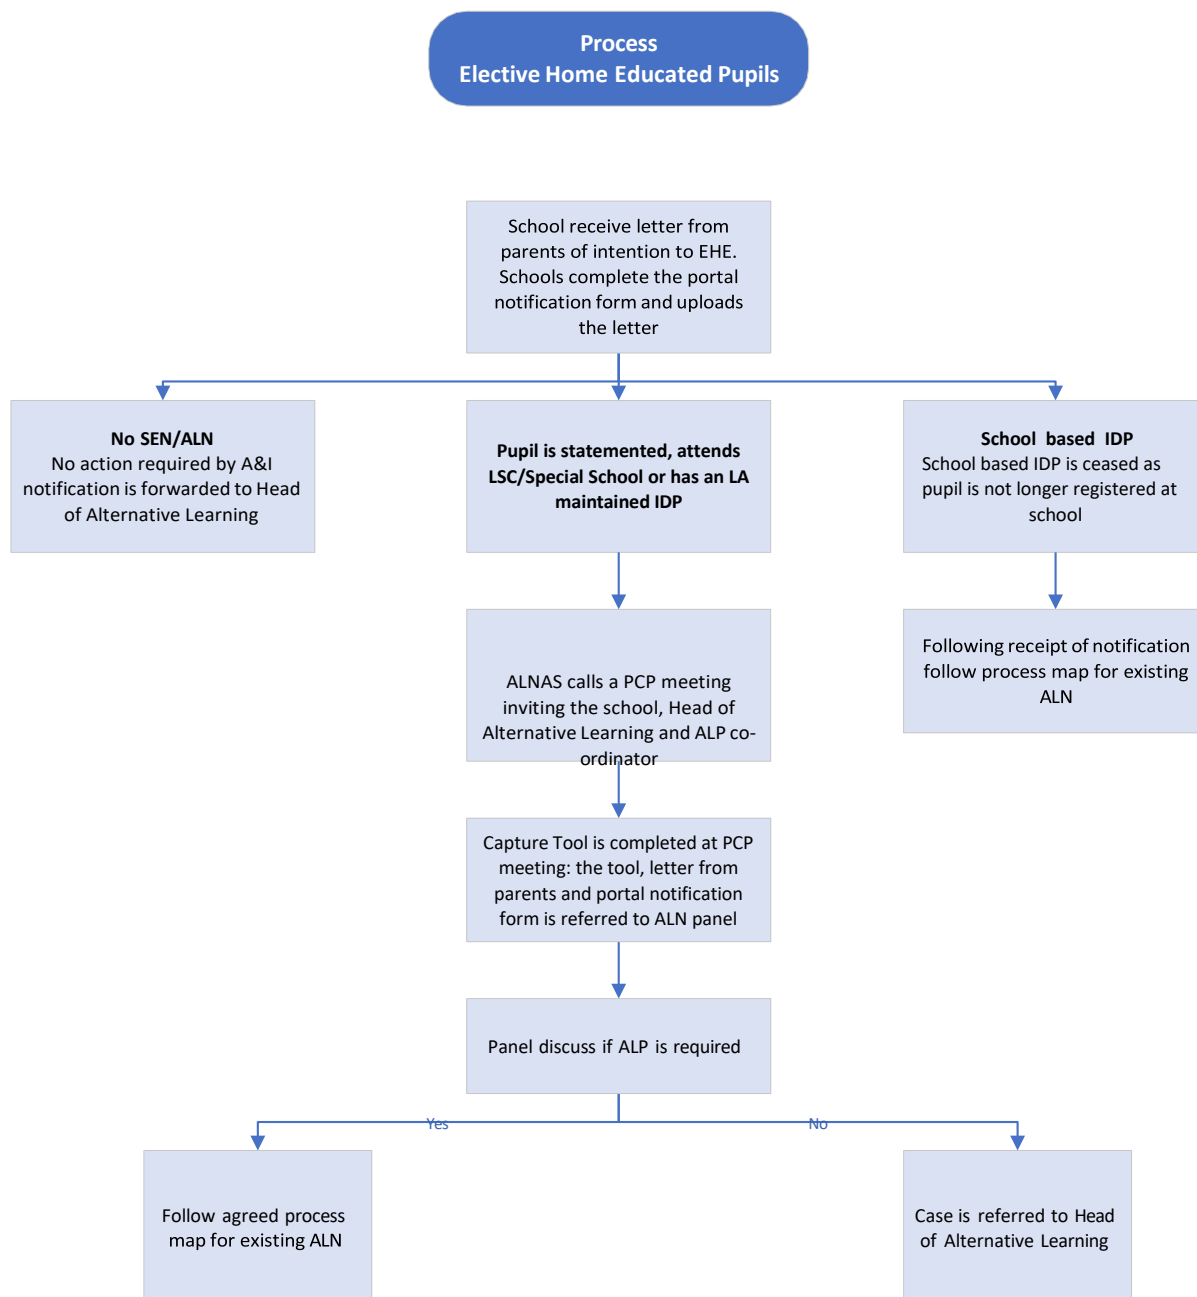 Process
Elective Home Educated Pupils
School receive letter from
parents of intention to EHE.
Schools complete the portal
notification form and uploads
the letter
No SEN/ALN
No action required by A&I
notification is forwarded to Head
of Alternative Learning
Pupil is statemented, attends
LSC/Special School or has an LA
maintained IDP
School based IDP
School based IDP is ceased as
pupil is not longer registered at
school
ALNAS calls a PCP meeting
inviting the school, Head of
Alternative Learning and ALP co-
ordinator
Following receipt of notification
follow process map for existing
ALN
Capture Tool is completed at PCP
meeting: the tool, letter from
parents and portal notification
form is referred to ALN panel
Panel discuss if ALP is required
Yes
No
Follow agreed process
map for existing ALN
Case is referred to Head
of Alternative Learning